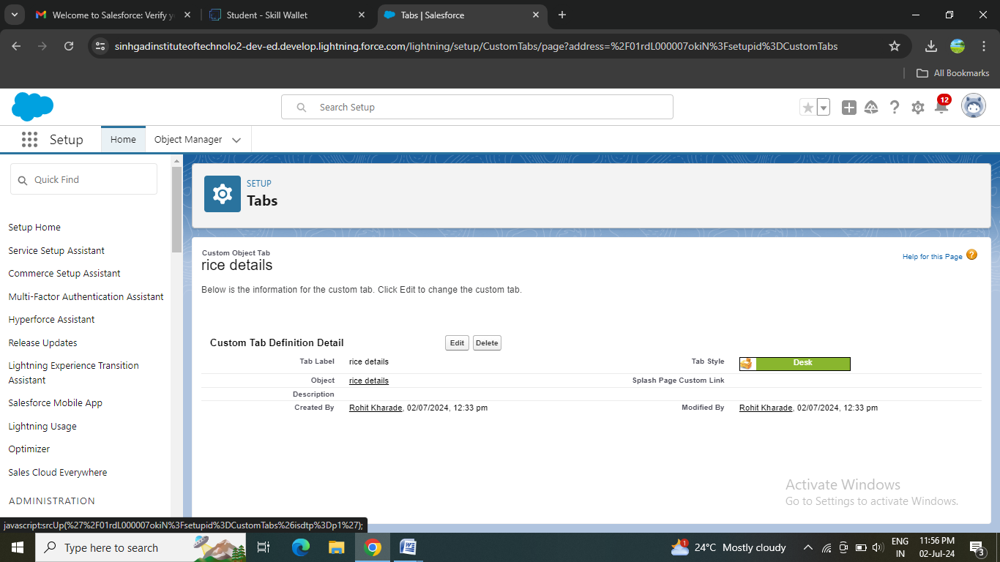 Welcome to Salesforce: Verify y
Student - Skill Wallet
Tabs | Salesforce
sinhgadinstituteoftechnolo2-dev-ed.develop.lightning.force.com/lightning/setup/CustomTabs/page?address=%2F01rdL000007okiN%3Fsetupid%3DCustomTabs
All Bookmarks
Search Setup
12
Setup
Home
Object Manager
Quick Find
Setup Home
Service Setup Assistant
Commerce Setup Assistant
Multi-Factor Authentication Assistant
Hyperforce Assistant
Release Updates
Lightning Experience Transition
Assistant
Salesforce Mobile App
Lightning Usage
Optimizer
Sales Cloud Everywhere
ADMINISTRATION
SETUP
Tabs
Custom Object Tab
rice details
Help for this Page ?
Below is the information for the custom tab. Click Edit to change the custom tab.
Custom Tab Definition Detail Edit Delete
Tab Label rice details Tab Style Desk
Object rice details Splash Page Custom Link
Description
Created By Rohit Kharade, 02/07/2024, 12:33 pm Modified By Rohit Kharade, 02/07/2024, 12:33 pm
Activate Windows
Go to Settings to activate Windows.
javascript:srcUp(%27%2F01rdL000007okiN%3Fsetupid%3DCustomTabs%26isdtp%3Dp1%27);
Type here to search
1
24°C Mostly cloudy
ENG
IN
11:56 PM
02-Jul-24
3